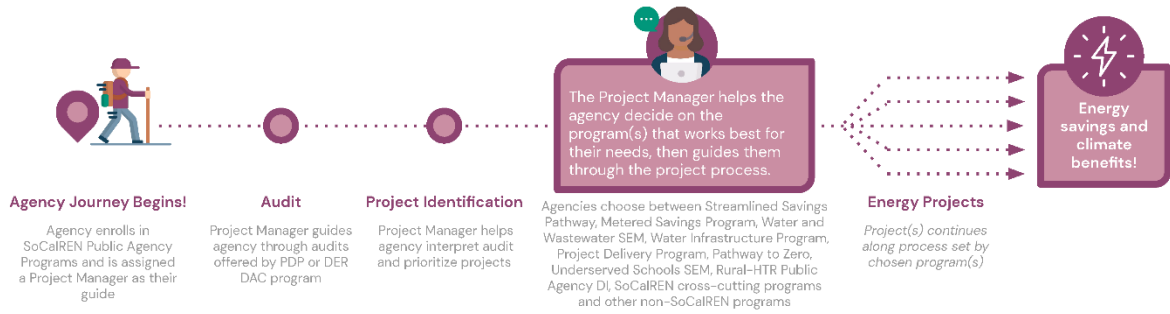 The Project Manager helps the
agency decide on the
program(s) that works best for
their needs, then guides them
through the project process.
Energy
savings and
climate
benefits!
Agency Journey Begins!
Agency enrolls in
SoCalREN Public Agency
Programs and is assigned
a Project Manager as their
guide
Audit
Project Manager guides
agency through audits
offered by PDP or DER
DAC program
Project Identification
Project Manager helps
agency interpret audit
and prioritize projects
Agencies choose between Streamlined Savings
Pathway, Metered Savings Program, Water and
Wastewater SEM, Water Infrastructure Program,
Project Delivery Program, Pathway to Zero,
Underserved Schools SEM, Rural-HTR Public
Agency DI, SoCalREN cross-cutting programs
and other non-SoCalREN programs
Energy Projects
Project(s) continues
along process set by
chosen program(s)